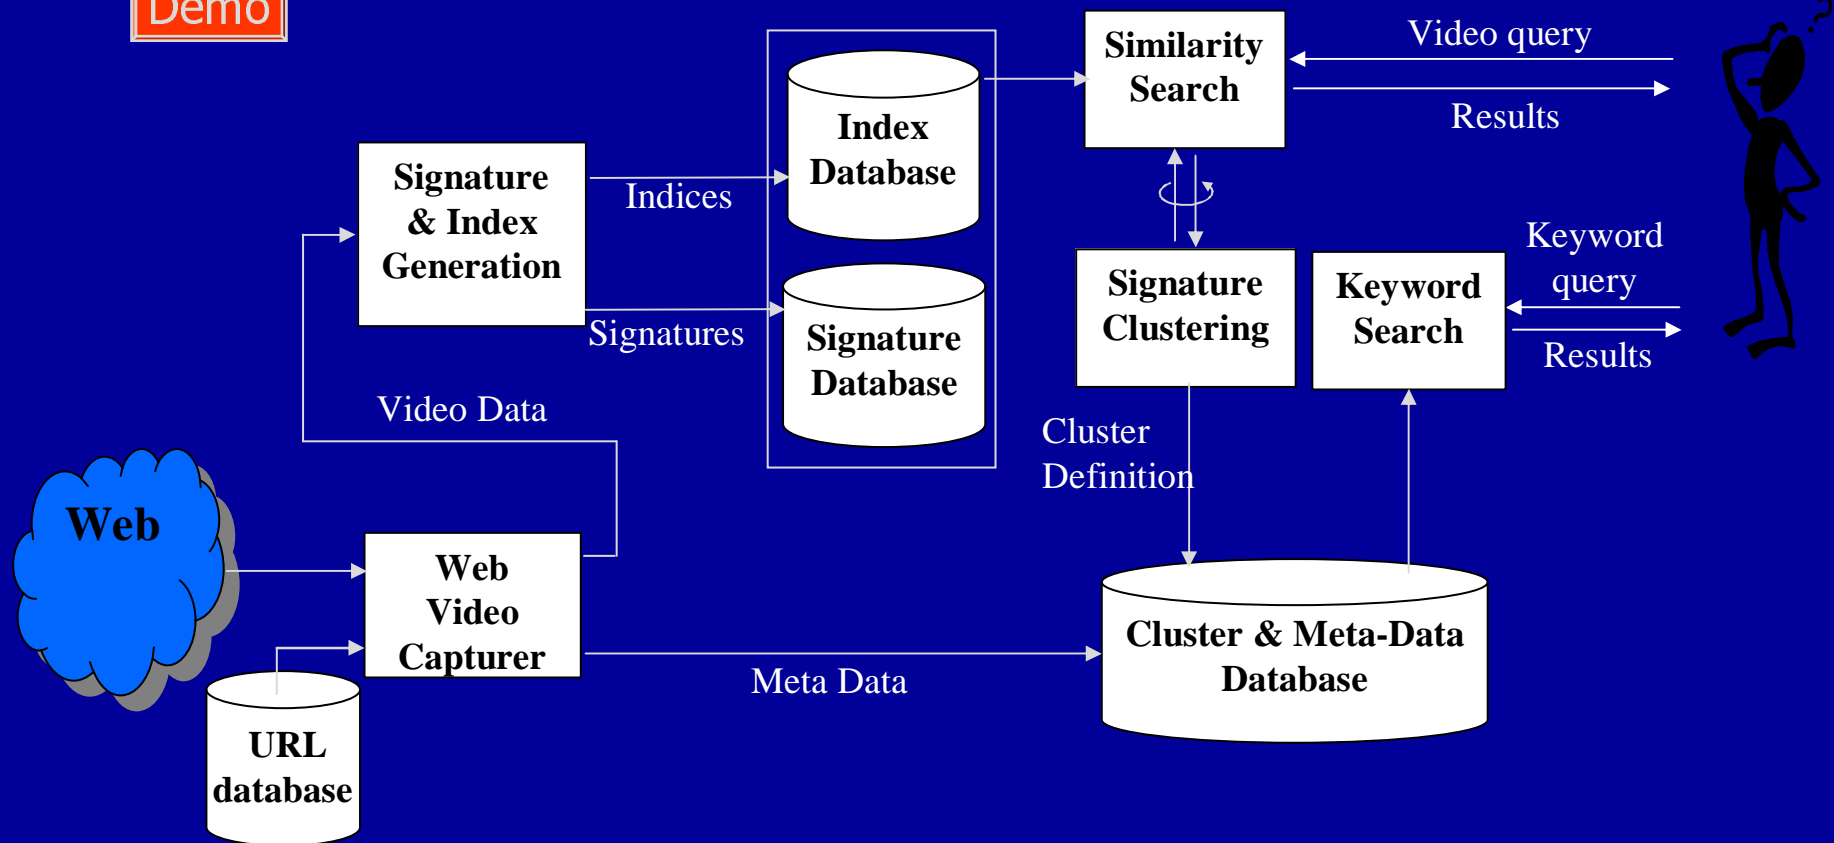 Demo
Similarity
Search
Video query
Results
Index
Database
Signature
& Index
Generation
Indices
Signatures
Signature
Database
Signature
Clustering
Keyword
Search
Keyword
query
Results
Video Data
Cluster
Definition
Web
Web
Video
Capturer
Meta Data
Cluster & Meta-Data
Database
URL
database